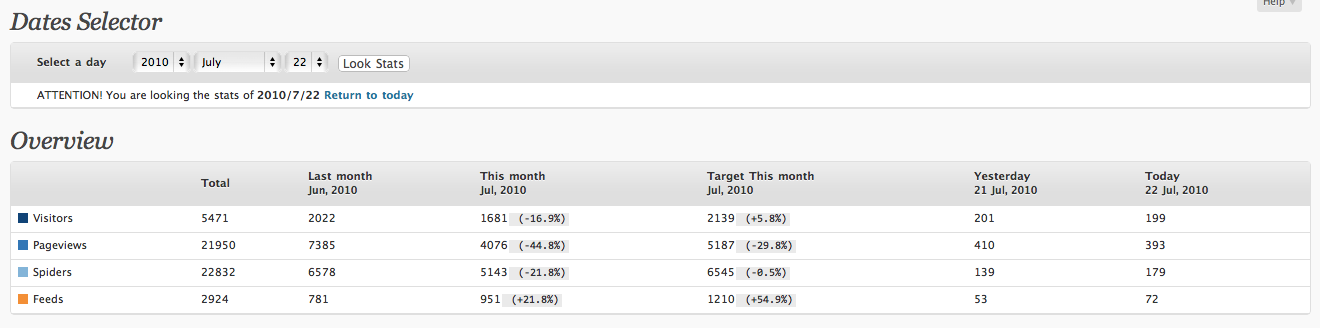 Help
Dates Selector
Select a day 2010 July 22 Look Stats
ATTENTION! You are looking the stats of 2010/7/22 Return to today
Overview
Total Last month This month Target This month Yesterday Today
Jun, 2010 Jul, 2010 Jul, 2010 21 Jul, 2010 22 Jul, 2010
Visitors 5471 2022 1681 (-16.9%) 2139 (+5.8%) 201 199
Pageviews 21950 7385 4076 (-44.8%) 5187 (-29.8%) 410 393
Spiders 22832 6578 5143 (-21.8%) 6545 (-0.5%) 139 179
Feeds 2924 781 951 (+21.8%) 1210 (+54.9%) 53 72